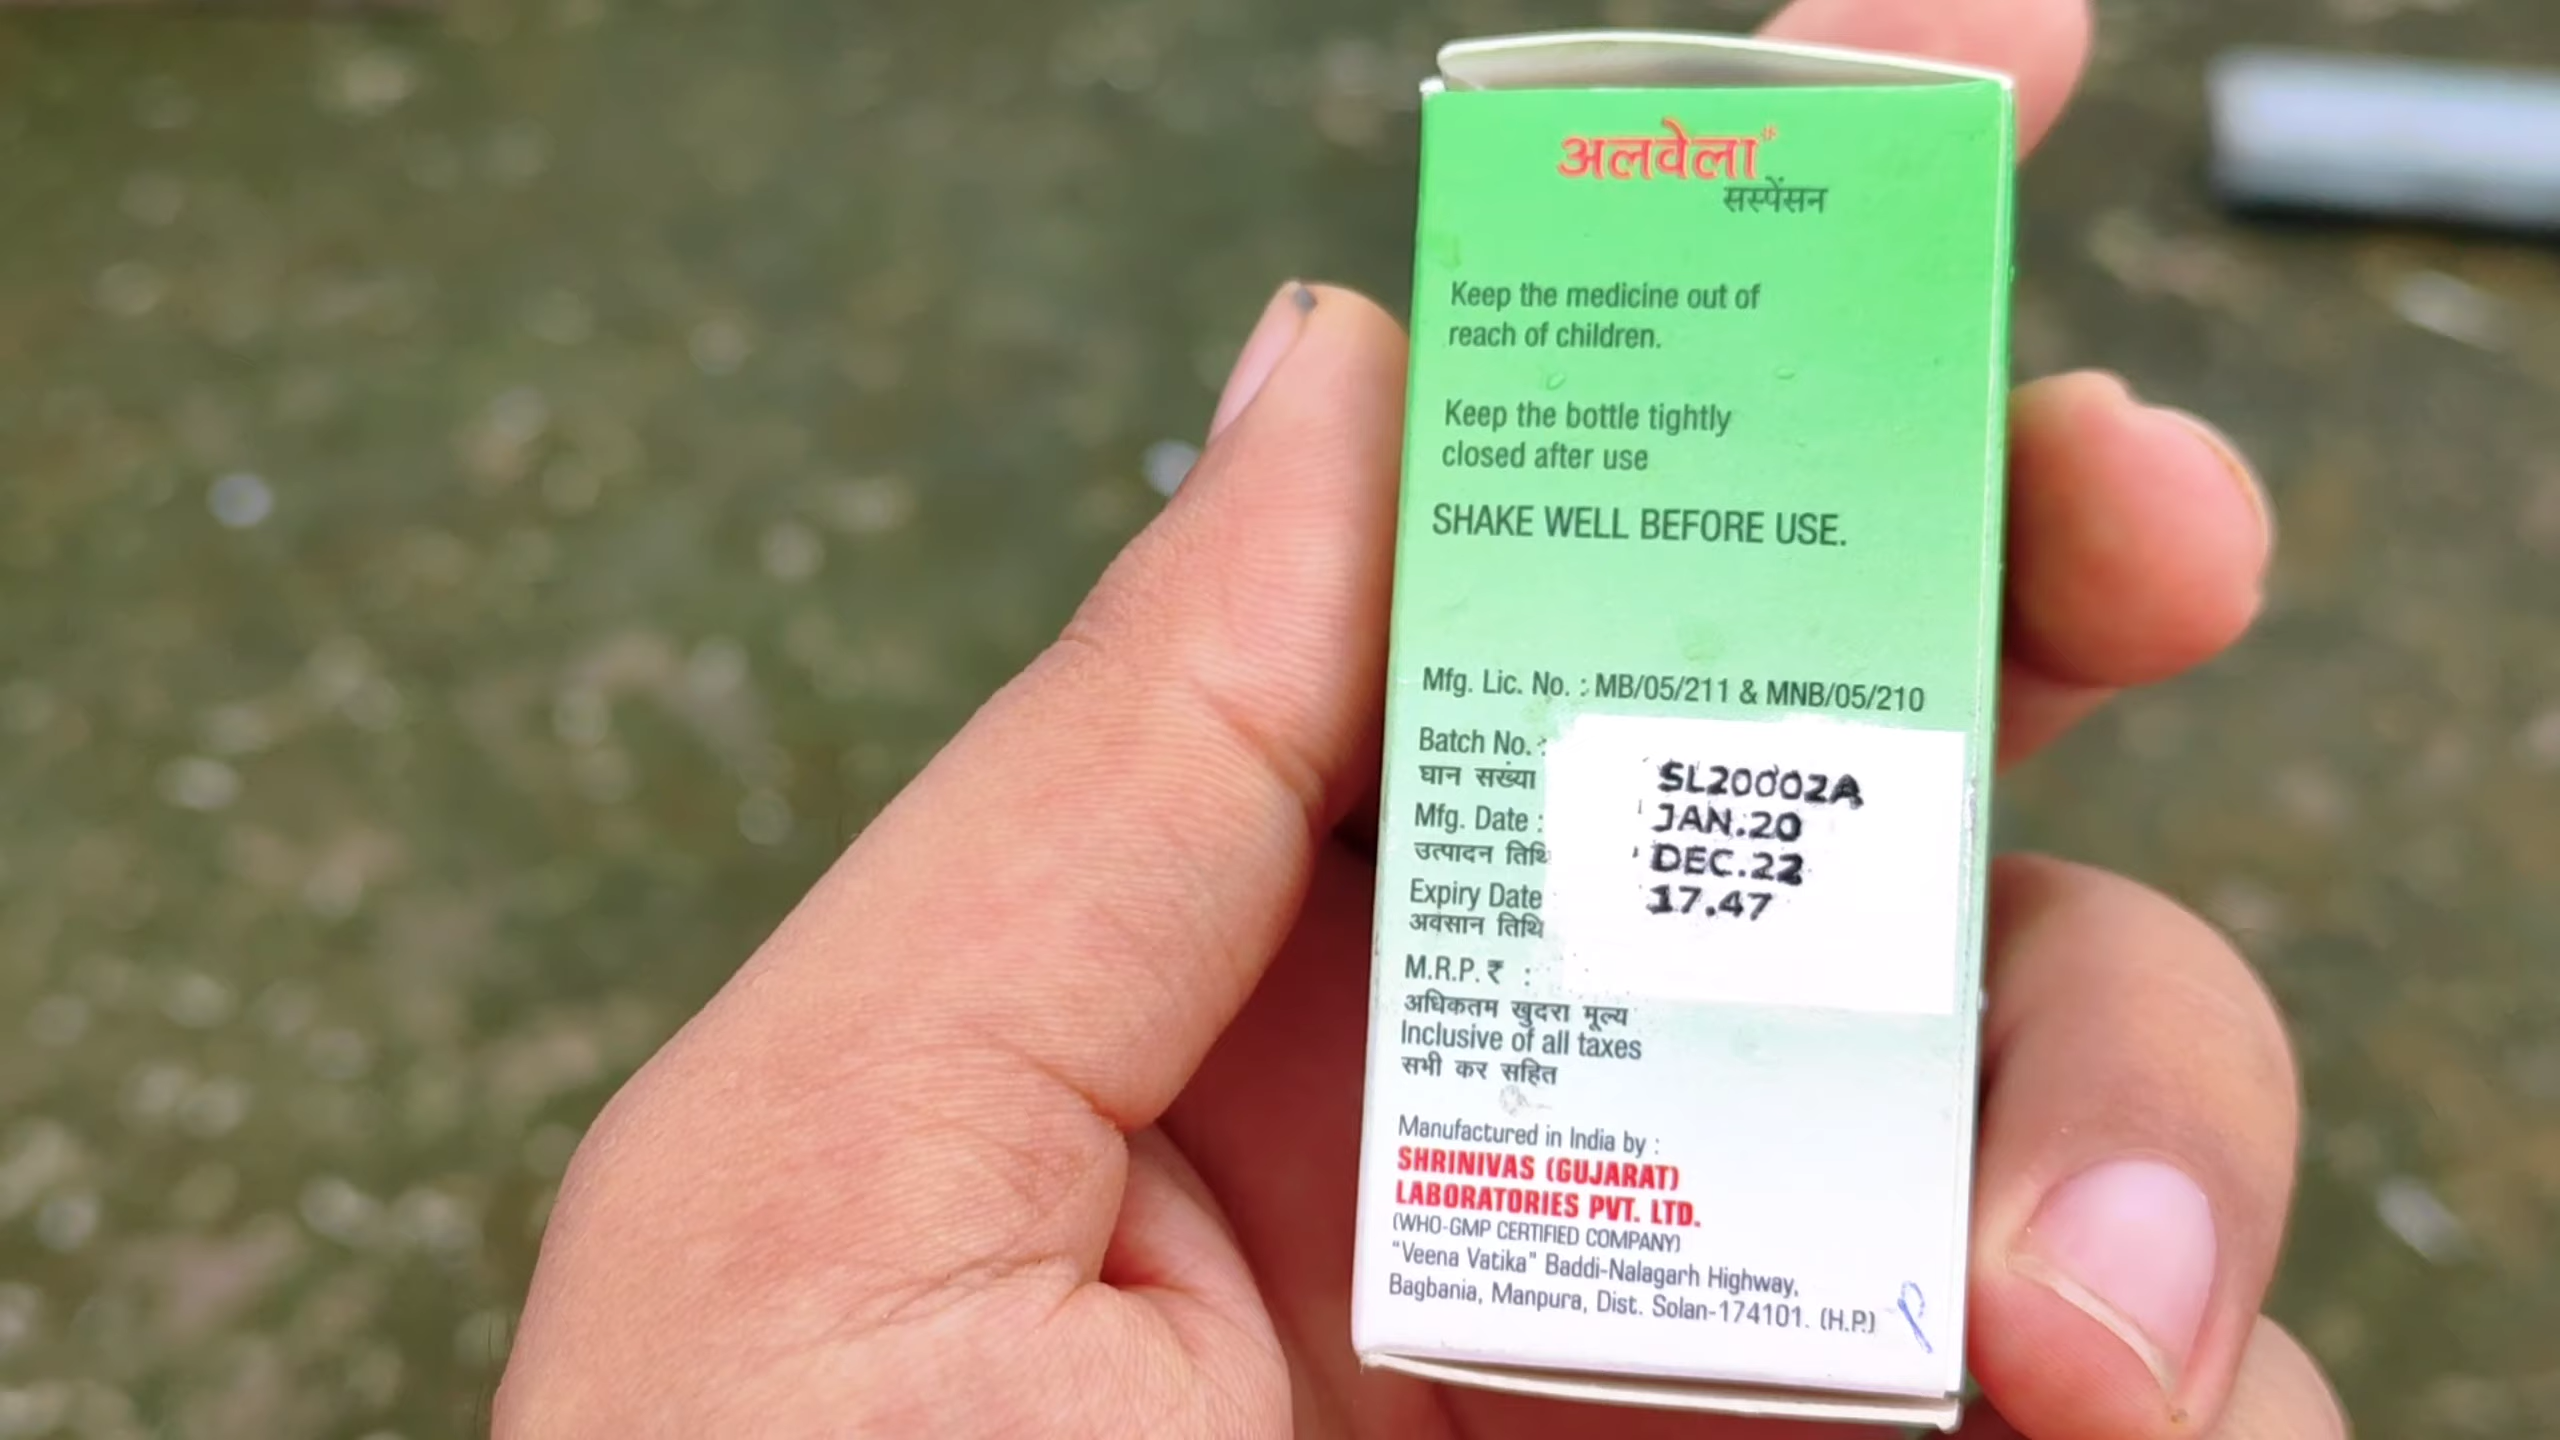 अलवेला#
सस्पेंसन
Keep the medicine out of
reach of children.
Keep the bottle tightly
closed after use
SHAKE WELL BEFORE USE.
Mfg. Lic. No. : MB/05/211 & MNB/05/210
Batch No. : SL20002A
घान सख्या
Mfg. Date : JAN.20
उत्पादन तिथि
Expiry Date DEC.22
अवसान तिथि
M.R.P. ₹ : 17.47
अधिकतम खुदरा मूल्य
Inclusive of all taxes
सभी कर सहित
Manufactured in India by :
SHRINIVAS (GUJARAT)
LABORATORIES PVT. LTD.
(WHO-GMP CERTIFIED COMPANY)
"Veena Vatika" Baddi-Nalagarh Highway,
Bagbania, Manpura, Dist. Solan-174101. (H.P.)